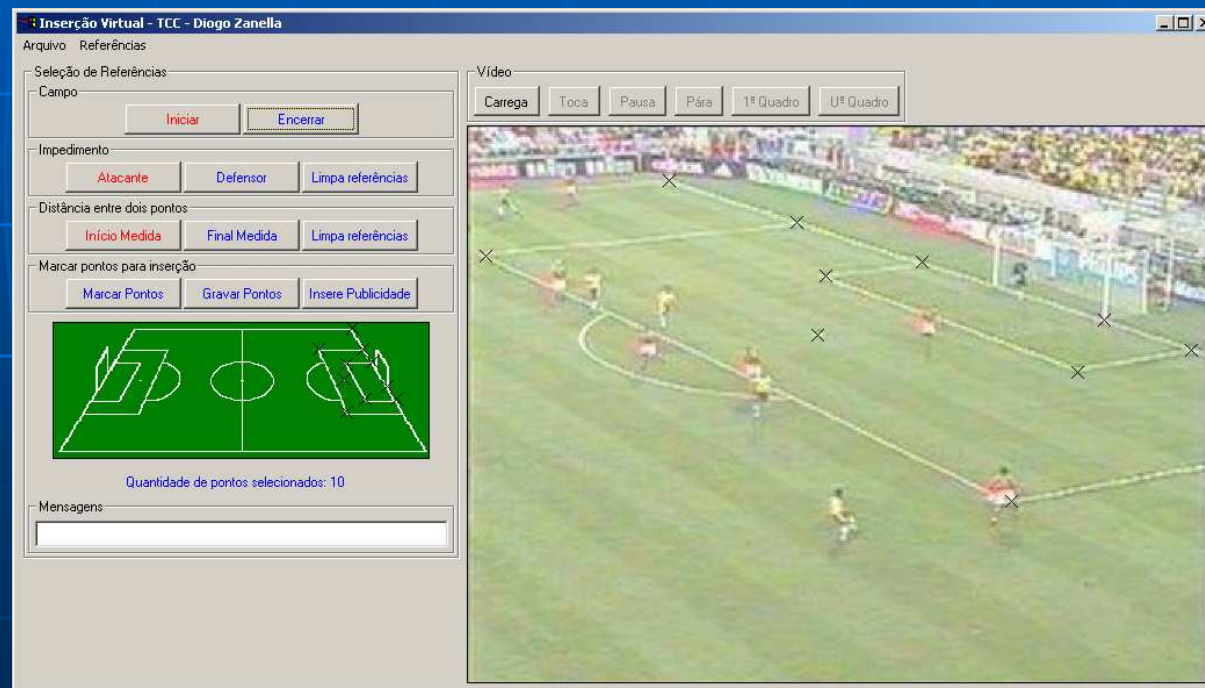 Inserção Virtual - TCC - Diogo Zanella
Arquivo Referências
Seleção de Referências
Campo
Iniciar Encerrar
Impedimento
Atacante Defensor Limpa referências
Distância entre dois pontos
Início Medida Final Medida Limpa referências
Marcar pontos para inserção
Marcar Pontos Gravar Pontos Insere Publicidade
Quantidade de pontos selecionados: 10
Mensagens
Vídeo
Carrega Toca Pausa Pára 1º Quadro Uº Quadro